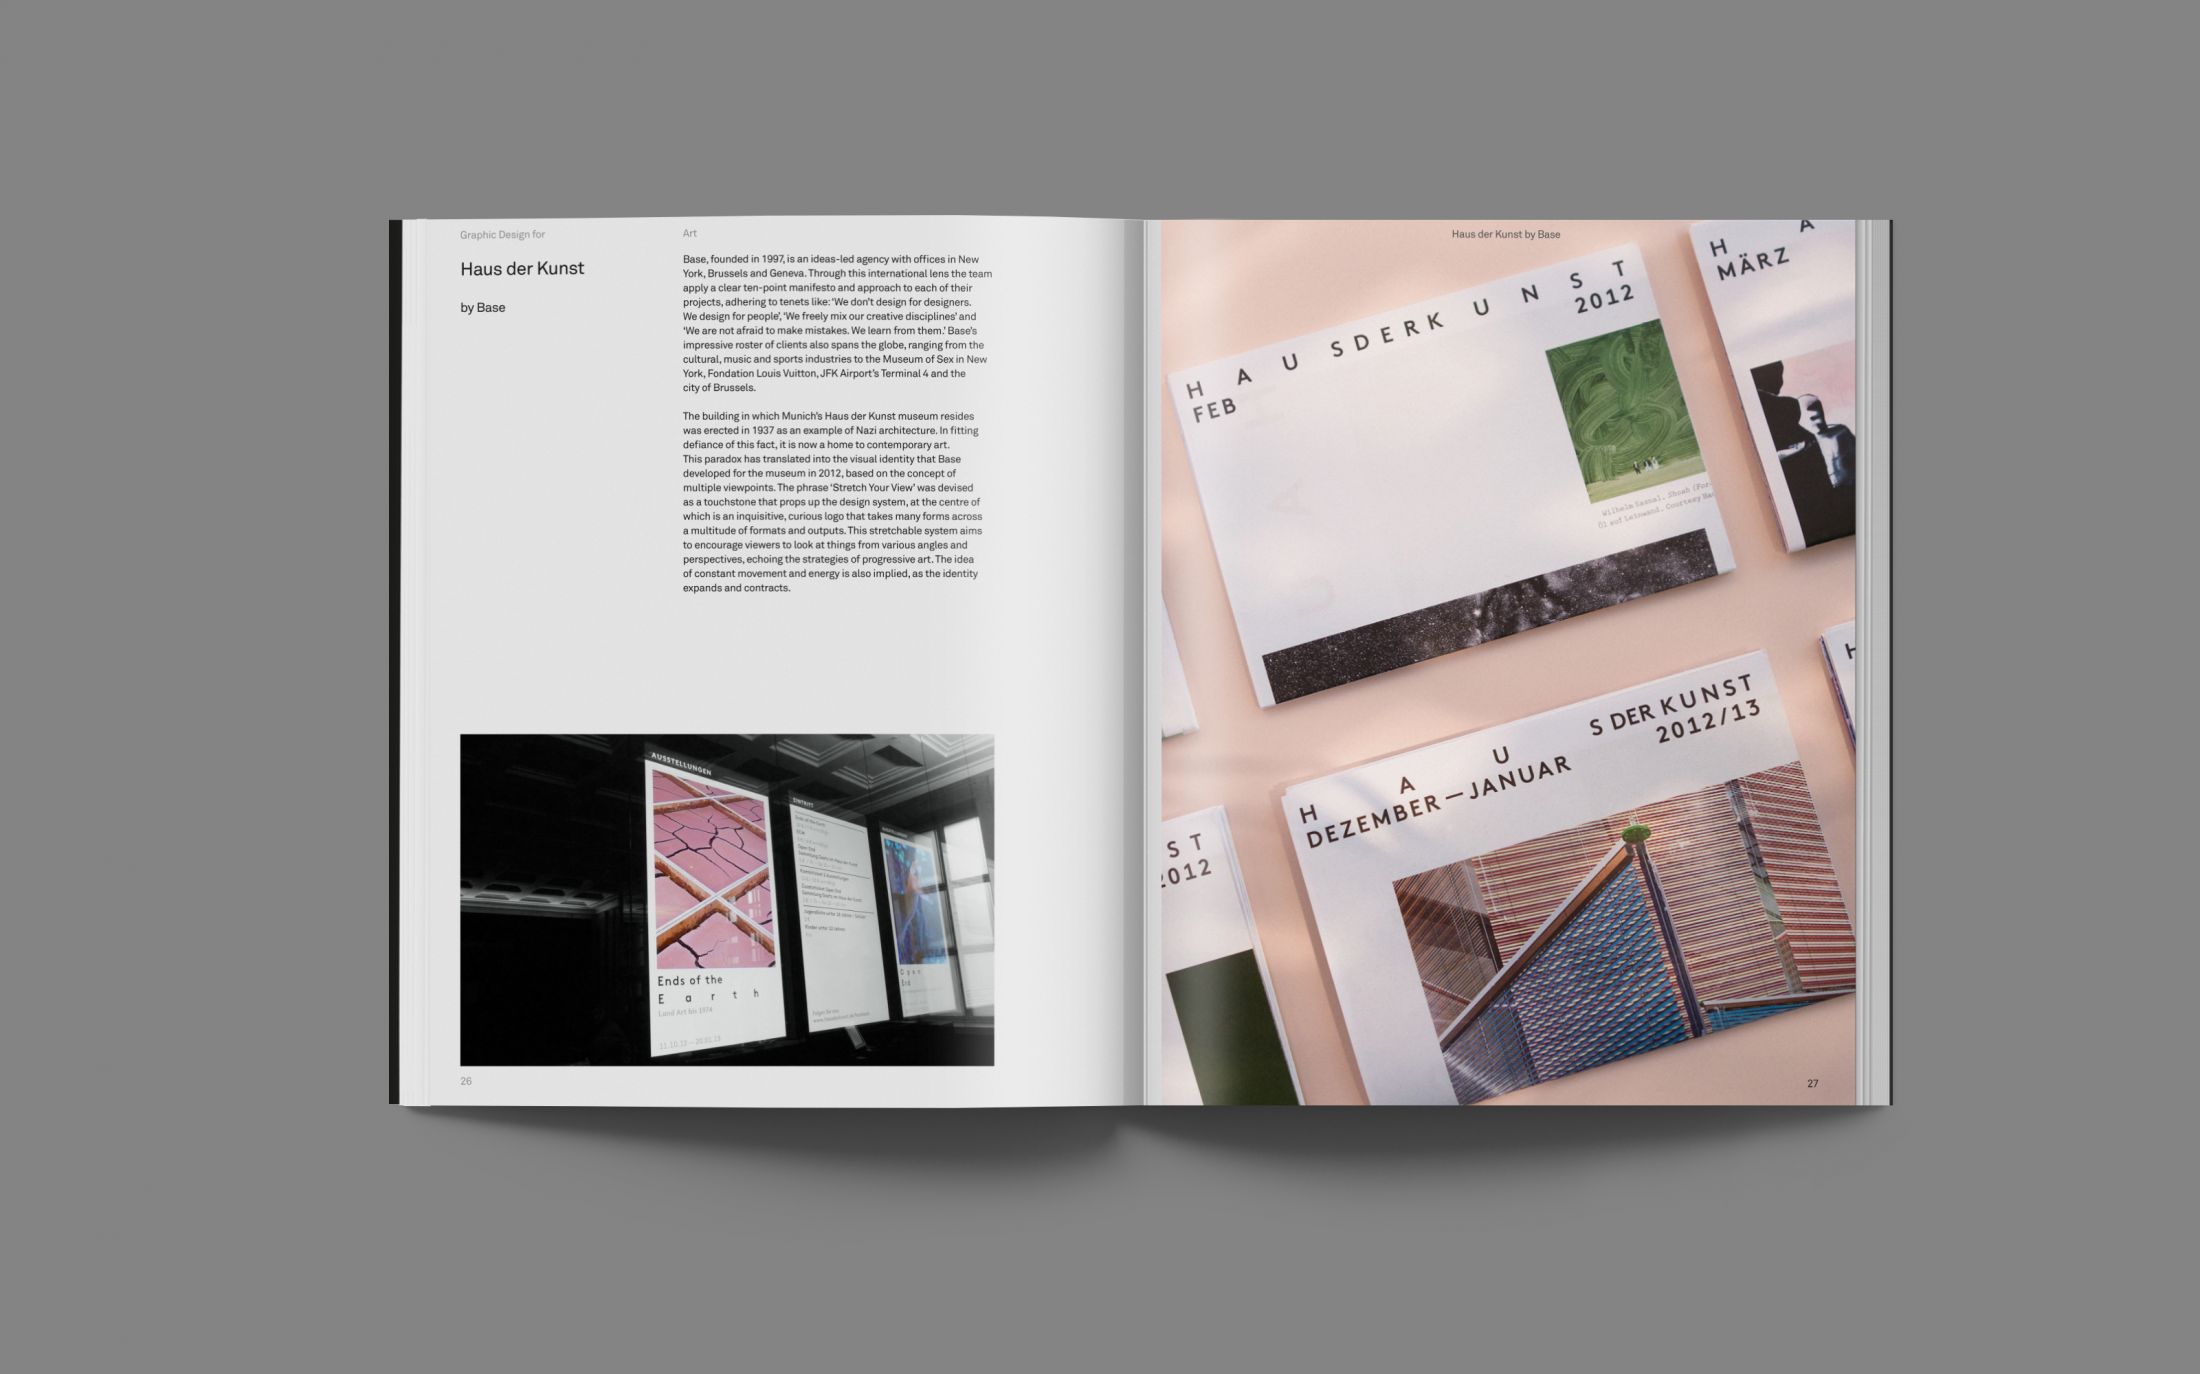 Graphic Design for
Haus der Kunst
by Base
Art
Base, founded in 1997, is an ideas-led agency with offices in New
York, Brussels and Geneva. Through this international lens the team
apply a clear ten-point manifesto and approach to each of their
projects, adhering to tenets like: ‘We don’t design for designers.
We design for people’, ‘We freely mix our creative disciplines’ and
‘We are not afraid to make mistakes. We learn from them.’ Base’s
impressive roster of clients also spans the globe, ranging from the
cultural, music and sports industries to the Museum of Sex in New
York, Fondation Louis Vuitton, JFK Airport’s Terminal 4 and the
city of Brussels.
The building in which Munich’s Haus der Kunst museum resides
was erected in 1937 as an example of Nazi architecture. In fitting
defiance of this fact, it is now a home to contemporary art.
This paradox has translated into the visual identity that Base
developed for the museum in 2012, based on the concept of
multiple viewpoints. The phrase ‘Stretch Your View’ was devised
as a touchstone that props up the design system, at the centre of
which is an inquisitive, curious logo that takes many forms across
a multitude of formats and outputs. This stretchable system aims
to encourage viewers to look at things from various angles and
perspectives, echoing the strategies of progressive art. The idea
of constant movement and energy is also implied, as the identity
expands and contracts.
AUSSTELLUNGEN
Ends of the
E a r t h
Land Art bis 1974
EINTRITT
Ends of the Earth
Open End
AUSSTELLUNGEN
O p e n
End
26
Haus der Kunst by Base
H A U S D E R K U N S T
FEB 2012
Wilhelm Sasnal, Shoah (For-
Öl auf Leinwand. Courtesy Hau
H A
MÄRZ
S T
2012
H A U S DER KUNST
DEZEMBER—JANUAR 2012/13
H
27